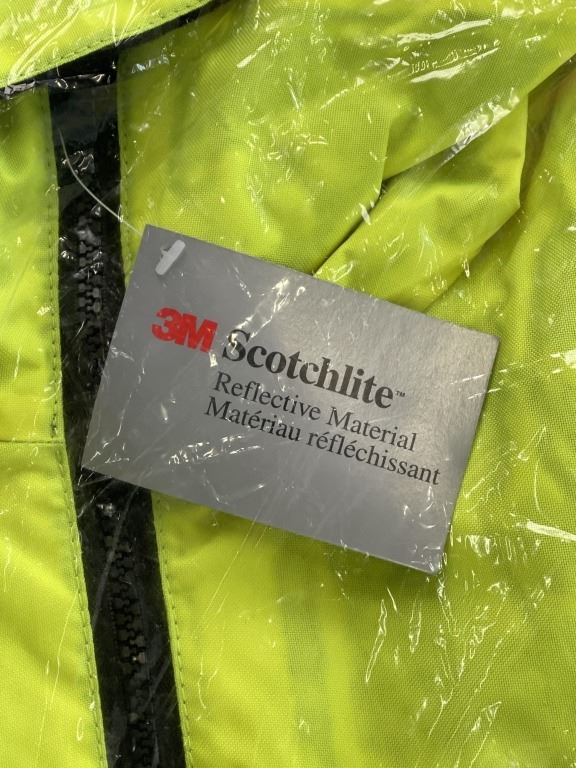 3M Scotchlite™
Reflective Material
Matériau réfléchissant